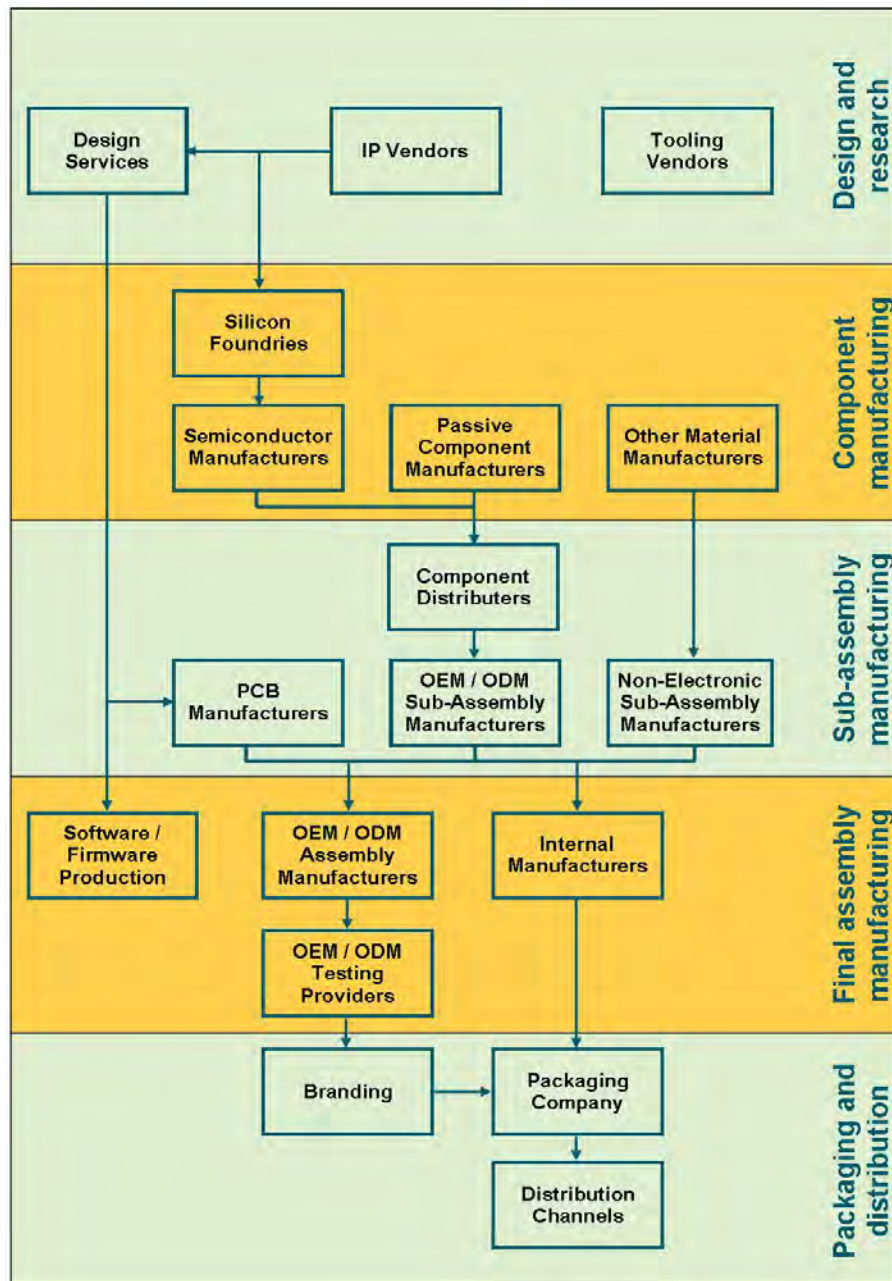 Design
Services
IP Vendors
Tooling
Vendors
Design and
research
Silicon
Foundries
Semiconductor
Manufacturers
Passive
Component
Manufacturers
Other Material
Manufacturers
Component
manufacturing
Component
Distributers
PCB
Manufacturers
OEM / ODM
Sub-Assembly
Manufacturers
Non-Electronic
Sub-Assembly
Manufacturers
Sub-assembly
manufacturing
Software /
Firmware
Production
OEM / ODM
Assembly
Manufacturers
Internal
Manufacturers
OEM / ODM
Testing
Providers
Final assembly
manufacturing
Branding
Packaging
Company
Distribution
Channels
Packaging and
distribution